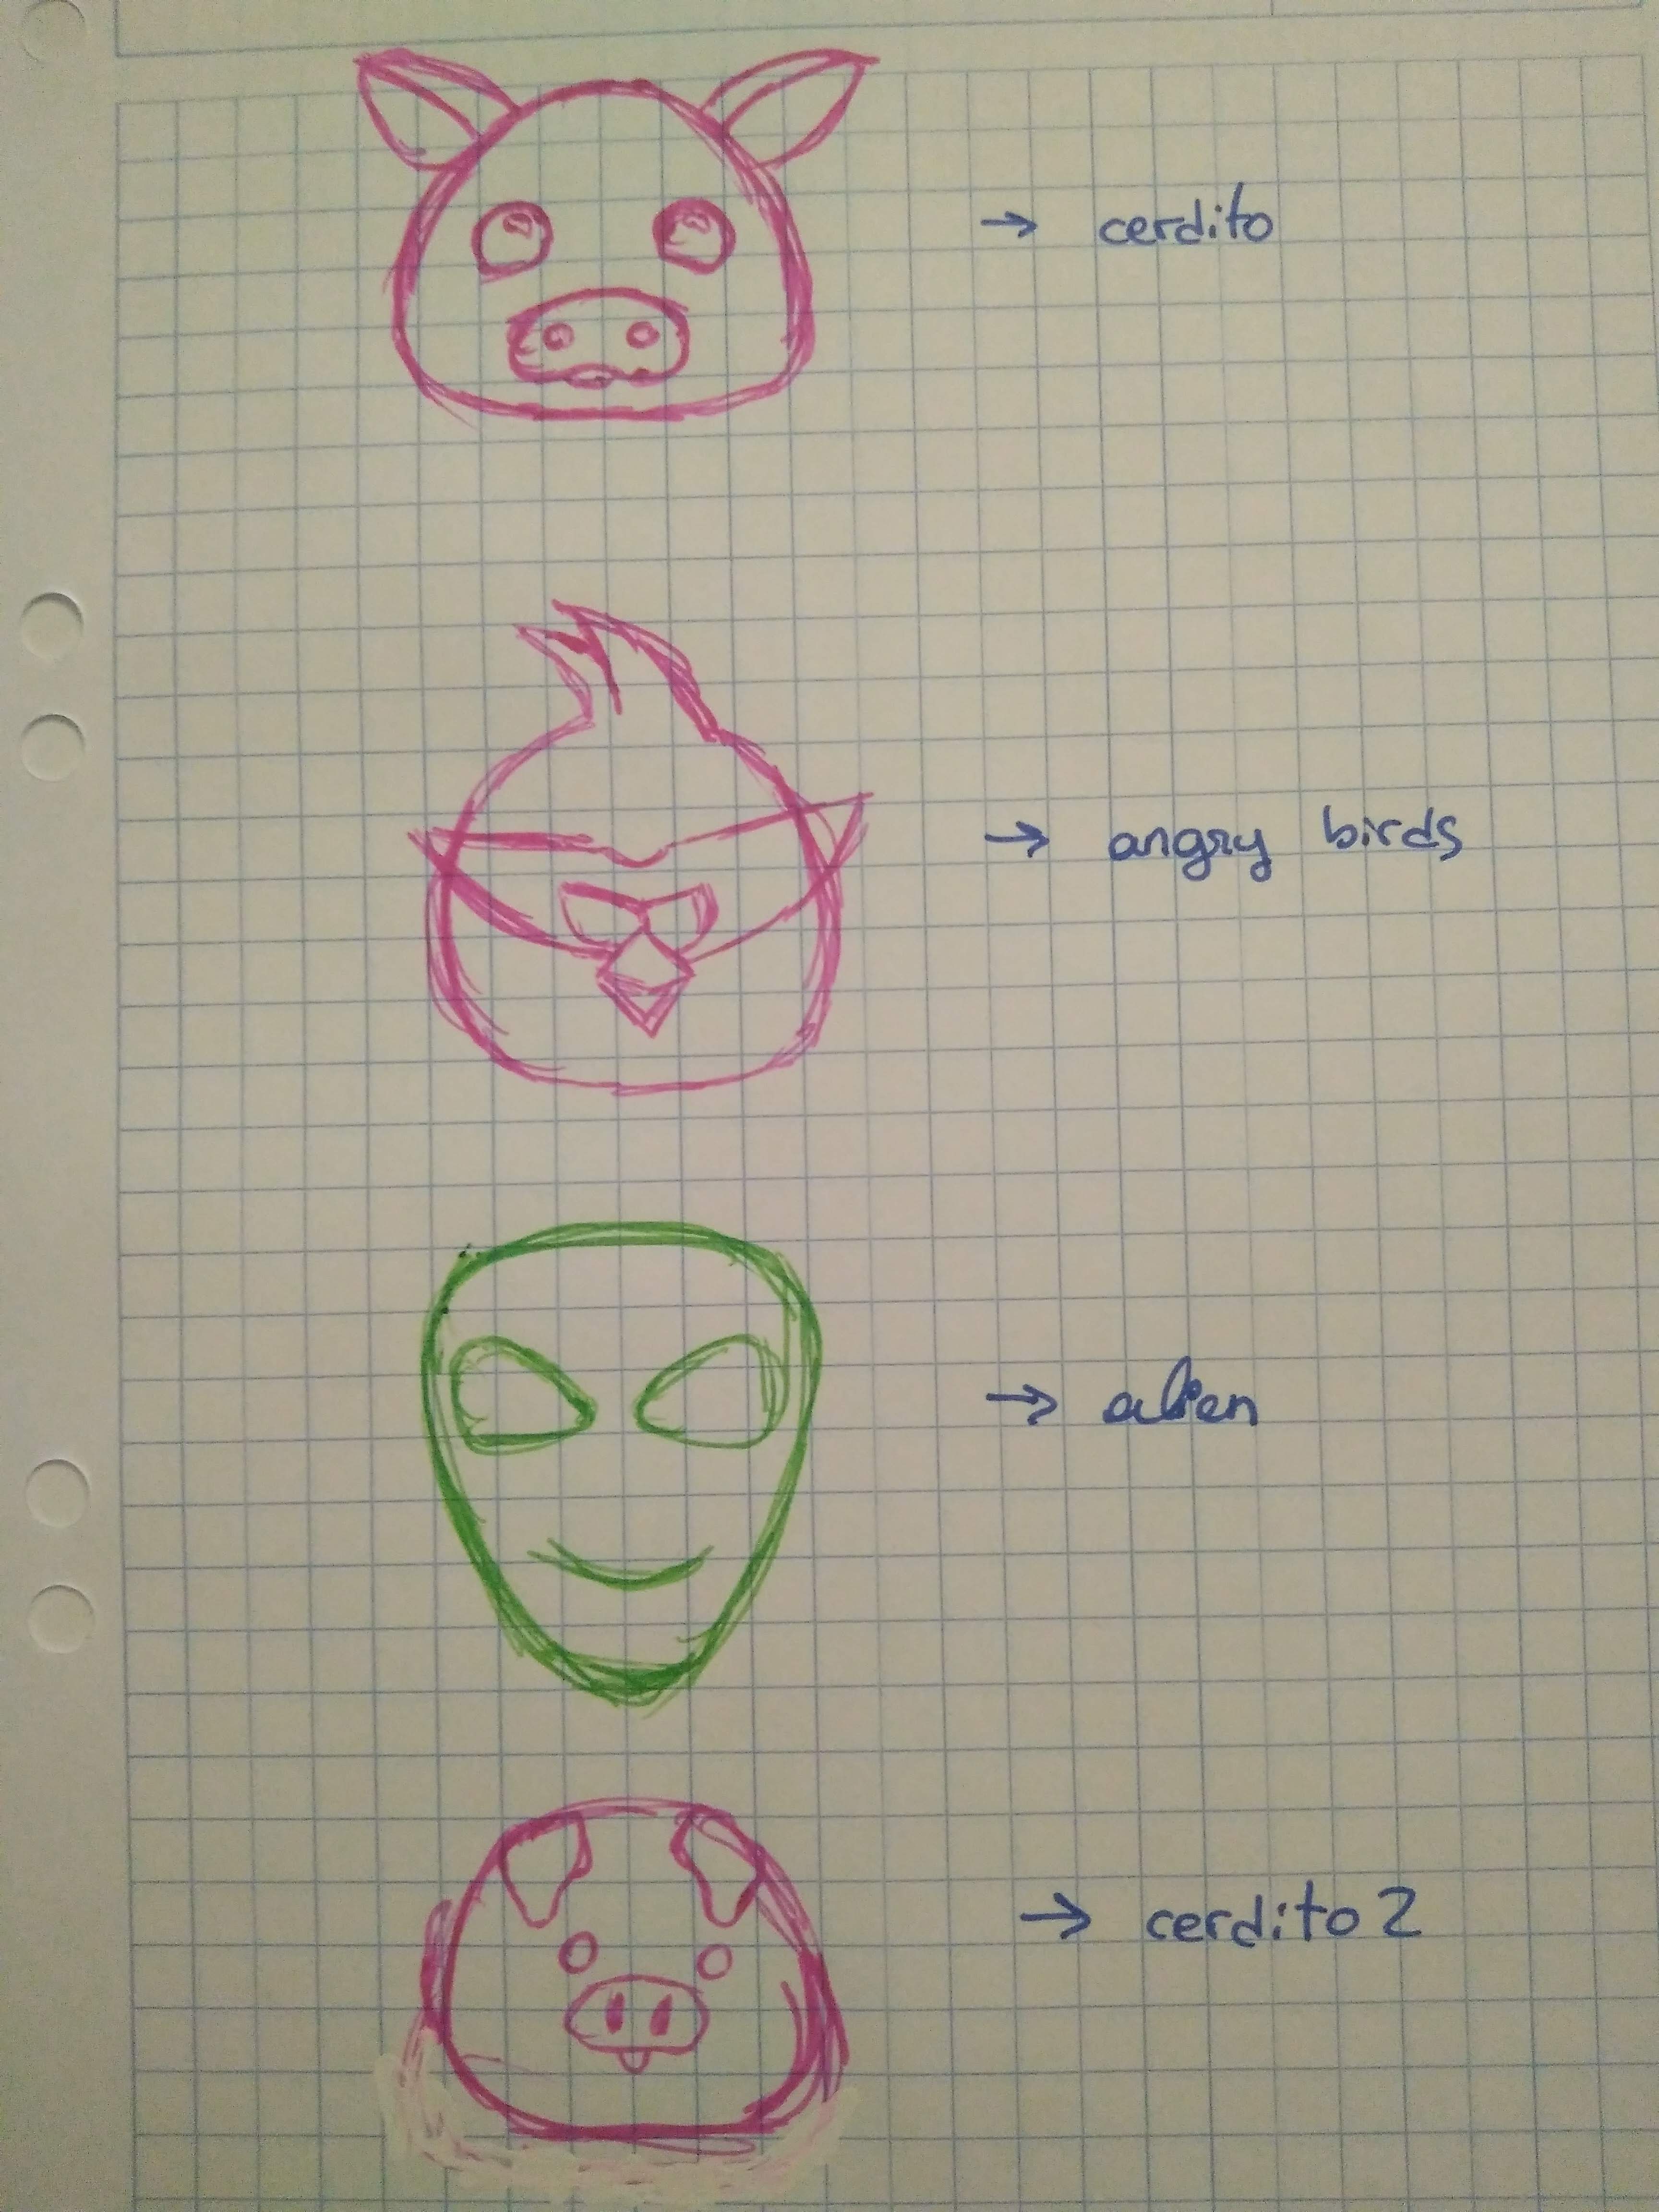 → cerdito
→ angry birds
→ alien
→ cerdito 2